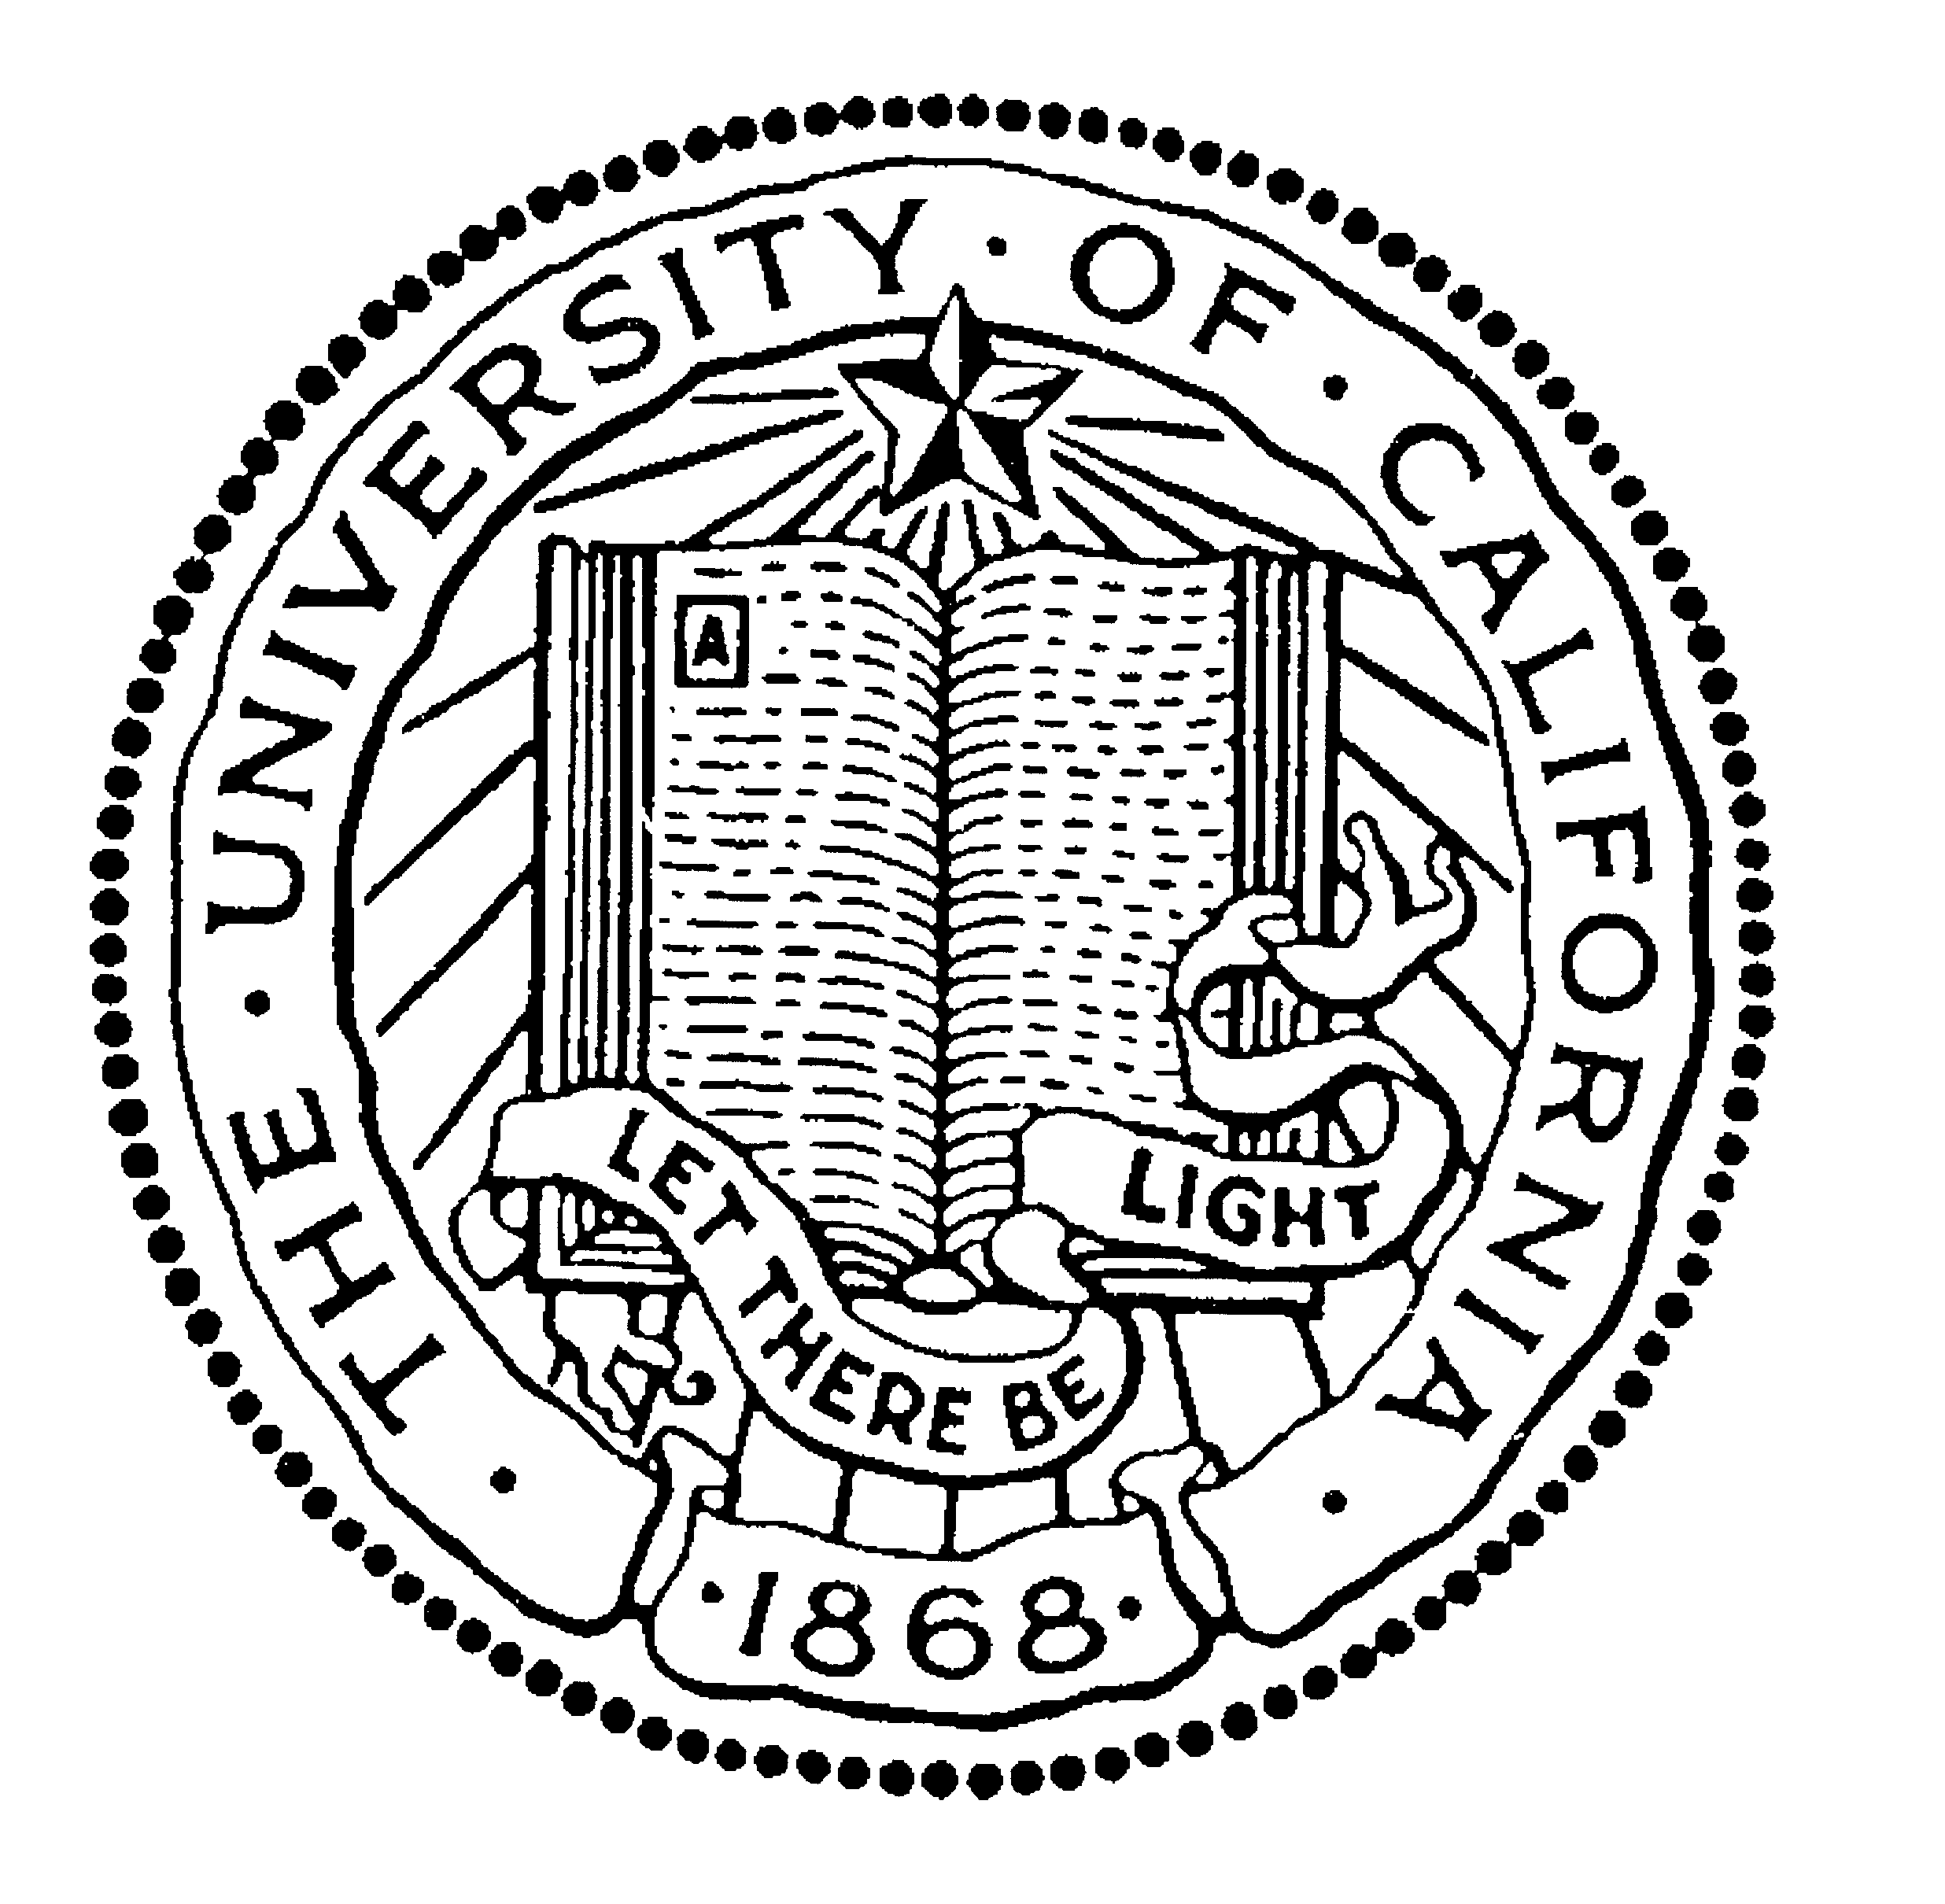 · THE · UNIVERSITY · OF · CALIFORNIA ·
A
LET THERE BE
LIGHT
· 1868 ·